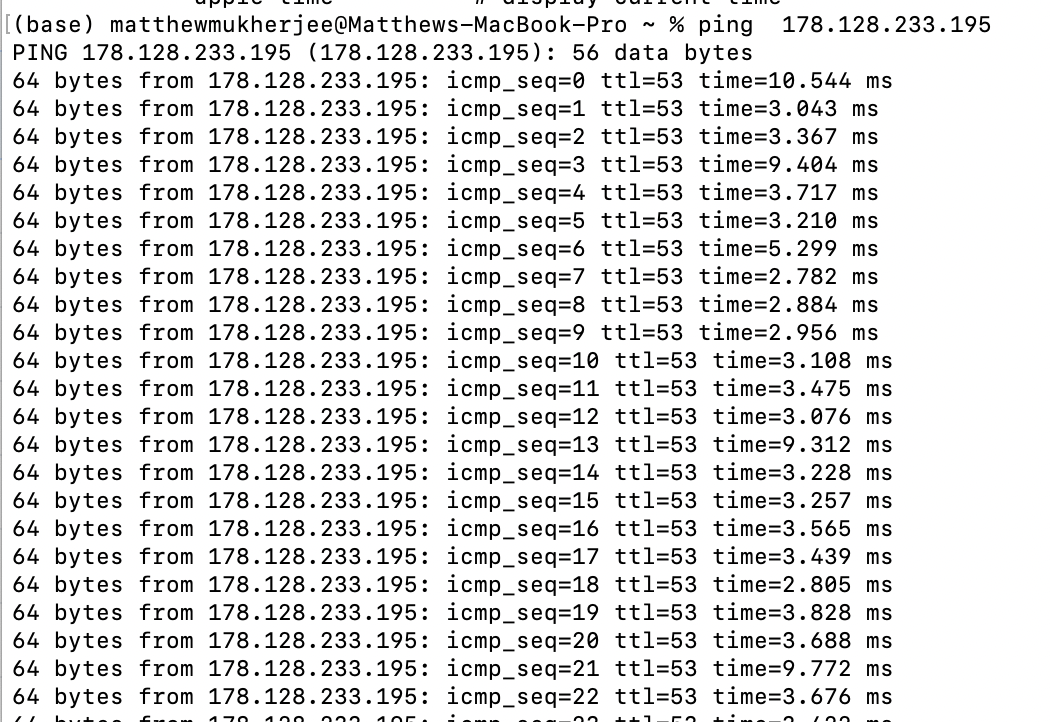 apple-time # display current time
[(base) matthewmukherjee@Matthews-MacBook-Pro ~ % ping  178.128.233.195
PING 178.128.233.195 (178.128.233.195): 56 data bytes
64 bytes from 178.128.233.195: icmp_seq=0 ttl=53 time=10.544 ms
64 bytes from 178.128.233.195: icmp_seq=1 ttl=53 time=3.043 ms
64 bytes from 178.128.233.195: icmp_seq=2 ttl=53 time=3.367 ms
64 bytes from 178.128.233.195: icmp_seq=3 ttl=53 time=9.404 ms
64 bytes from 178.128.233.195: icmp_seq=4 ttl=53 time=3.717 ms
64 bytes from 178.128.233.195: icmp_seq=5 ttl=53 time=3.210 ms
64 bytes from 178.128.233.195: icmp_seq=6 ttl=53 time=5.299 ms
64 bytes from 178.128.233.195: icmp_seq=7 ttl=53 time=2.782 ms
64 bytes from 178.128.233.195: icmp_seq=8 ttl=53 time=2.884 ms
64 bytes from 178.128.233.195: icmp_seq=9 ttl=53 time=2.956 ms
64 bytes from 178.128.233.195: icmp_seq=10 ttl=53 time=3.108 ms
64 bytes from 178.128.233.195: icmp_seq=11 ttl=53 time=3.475 ms
64 bytes from 178.128.233.195: icmp_seq=12 ttl=53 time=3.076 ms
64 bytes from 178.128.233.195: icmp_seq=13 ttl=53 time=9.312 ms
64 bytes from 178.128.233.195: icmp_seq=14 ttl=53 time=3.228 ms
64 bytes from 178.128.233.195: icmp_seq=15 ttl=53 time=3.257 ms
64 bytes from 178.128.233.195: icmp_seq=16 ttl=53 time=3.565 ms
64 bytes from 178.128.233.195: icmp_seq=17 ttl=53 time=3.439 ms
64 bytes from 178.128.233.195: icmp_seq=18 ttl=53 time=2.805 ms
64 bytes from 178.128.233.195: icmp_seq=19 ttl=53 time=3.828 ms
64 bytes from 178.128.233.195: icmp_seq=20 ttl=53 time=3.688 ms
64 bytes from 178.128.233.195: icmp_seq=21 ttl=53 time=9.772 ms
64 bytes from 178.128.233.195: icmp_seq=22 ttl=53 time=3.676 ms
64 bytes from 178.128.233.195: icmp_seq=23 ttl=53 ms